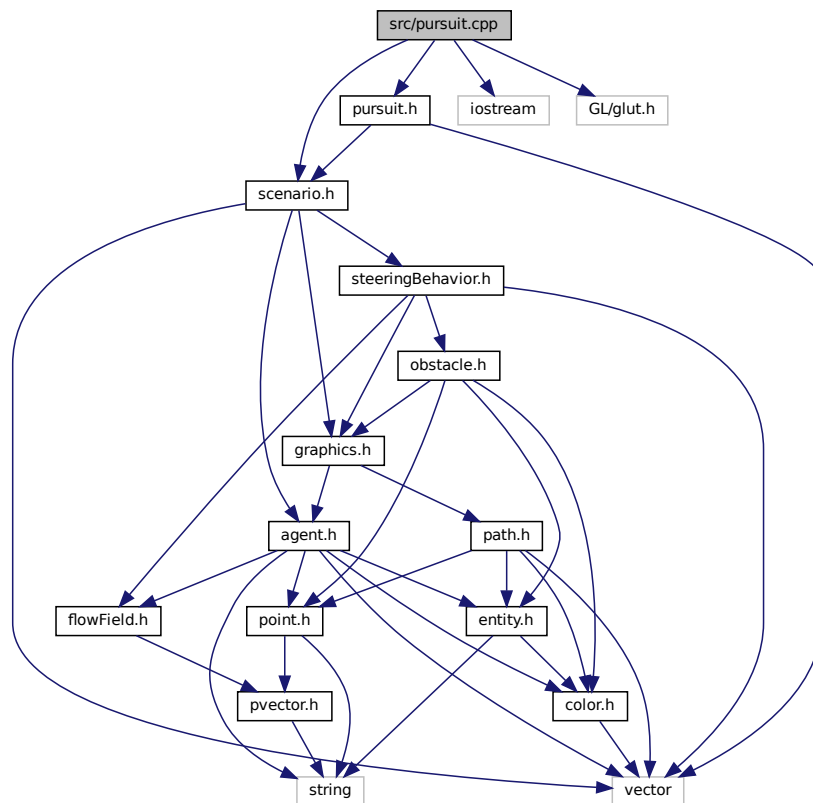 src/pursuit.cpp
pursuit.h
iostream
GL/glut.h
scenario.h
steeringBehavior.h
obstacle.h
graphics.h
agent.h
path.h
flowField.h
point.h
entity.h
pvector.h
color.h
string
vector